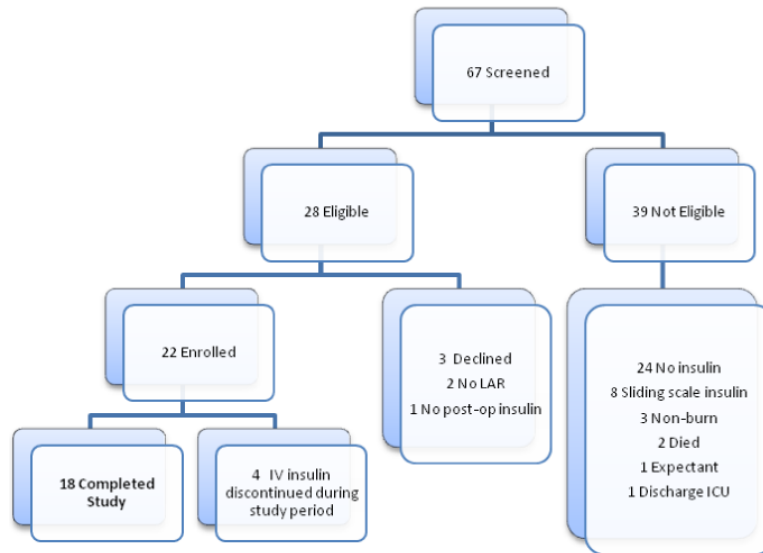 67 Screened
28 Eligible
39 Not Eligible
22 Enrolled
3 Declined
2 No LAR
1 No post-op insulin
24 No insulin
8 Sliding scale insulin
3 Non-burn
2 Died
1 Expectant
1 Discharge ICU
18 Completed
Study
4 IV insulin
discontinued during
study period